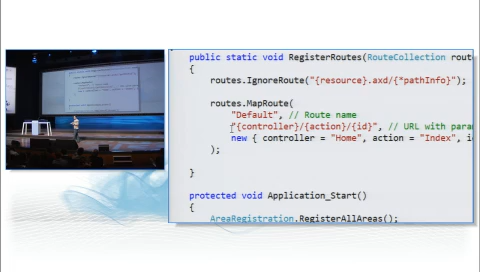 public static void RegisterRoutes(RouteCollection rout
{
routes.IgnoreRoute("{resource}.axd/{*pathInfo}");
routes.MapRoute(
"Default", // Route name
"{controller}/{action}/{id}", // URL with para
new { controller = "Home", action = "Index", i
);
}
protected void Application_Start()
{
AreaRegistration.RegisterAllAreas();